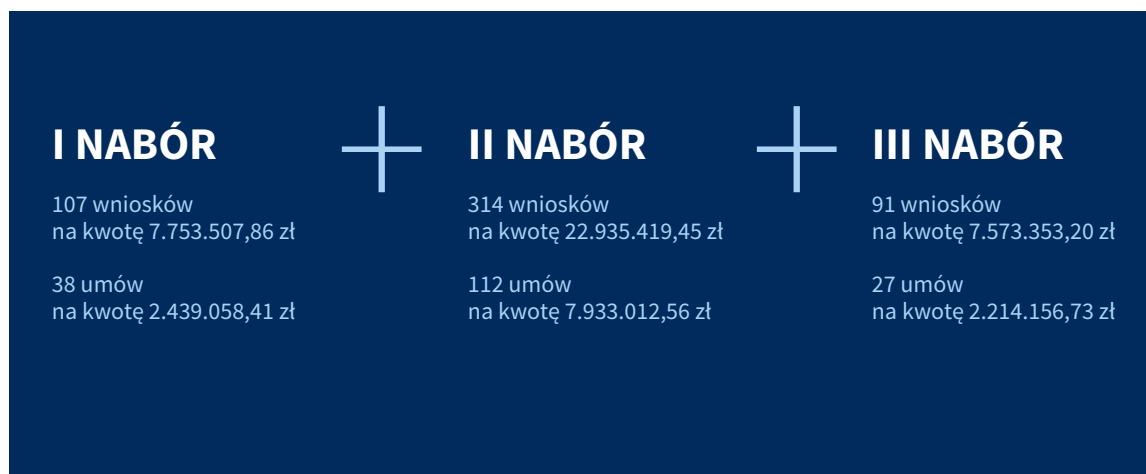 I NABÓR
107 wniosków
na kwotę 7.753.507,86 zł
38 umów
na kwotę 2.439.058,41 zł
II NABÓR
314 wniosków
na kwotę 22.935.419,45 zł
112 umów
na kwotę 7.933.012,56 zł
III NABÓR
91 wniosków
na kwotę 7.573.353,20 zł
27 umów
na kwotę 2.214.156,73 zł